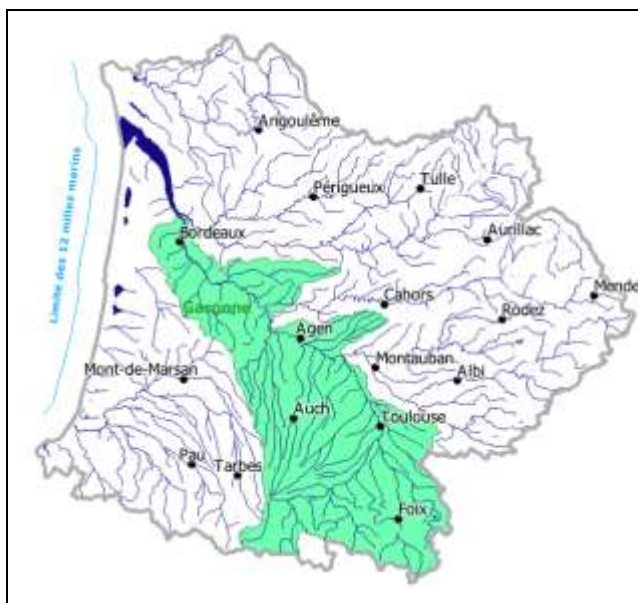 Limite des 12 milles marins
Angoulême
Périgueux
Tulle
Bordeaux
Aurillac
Garonne
Cahors
Mende
Rodez
Agen
Mont-de-Marsan
Montauban
Albi
Auch
Toulouse
Pau
Tarbes
Foix